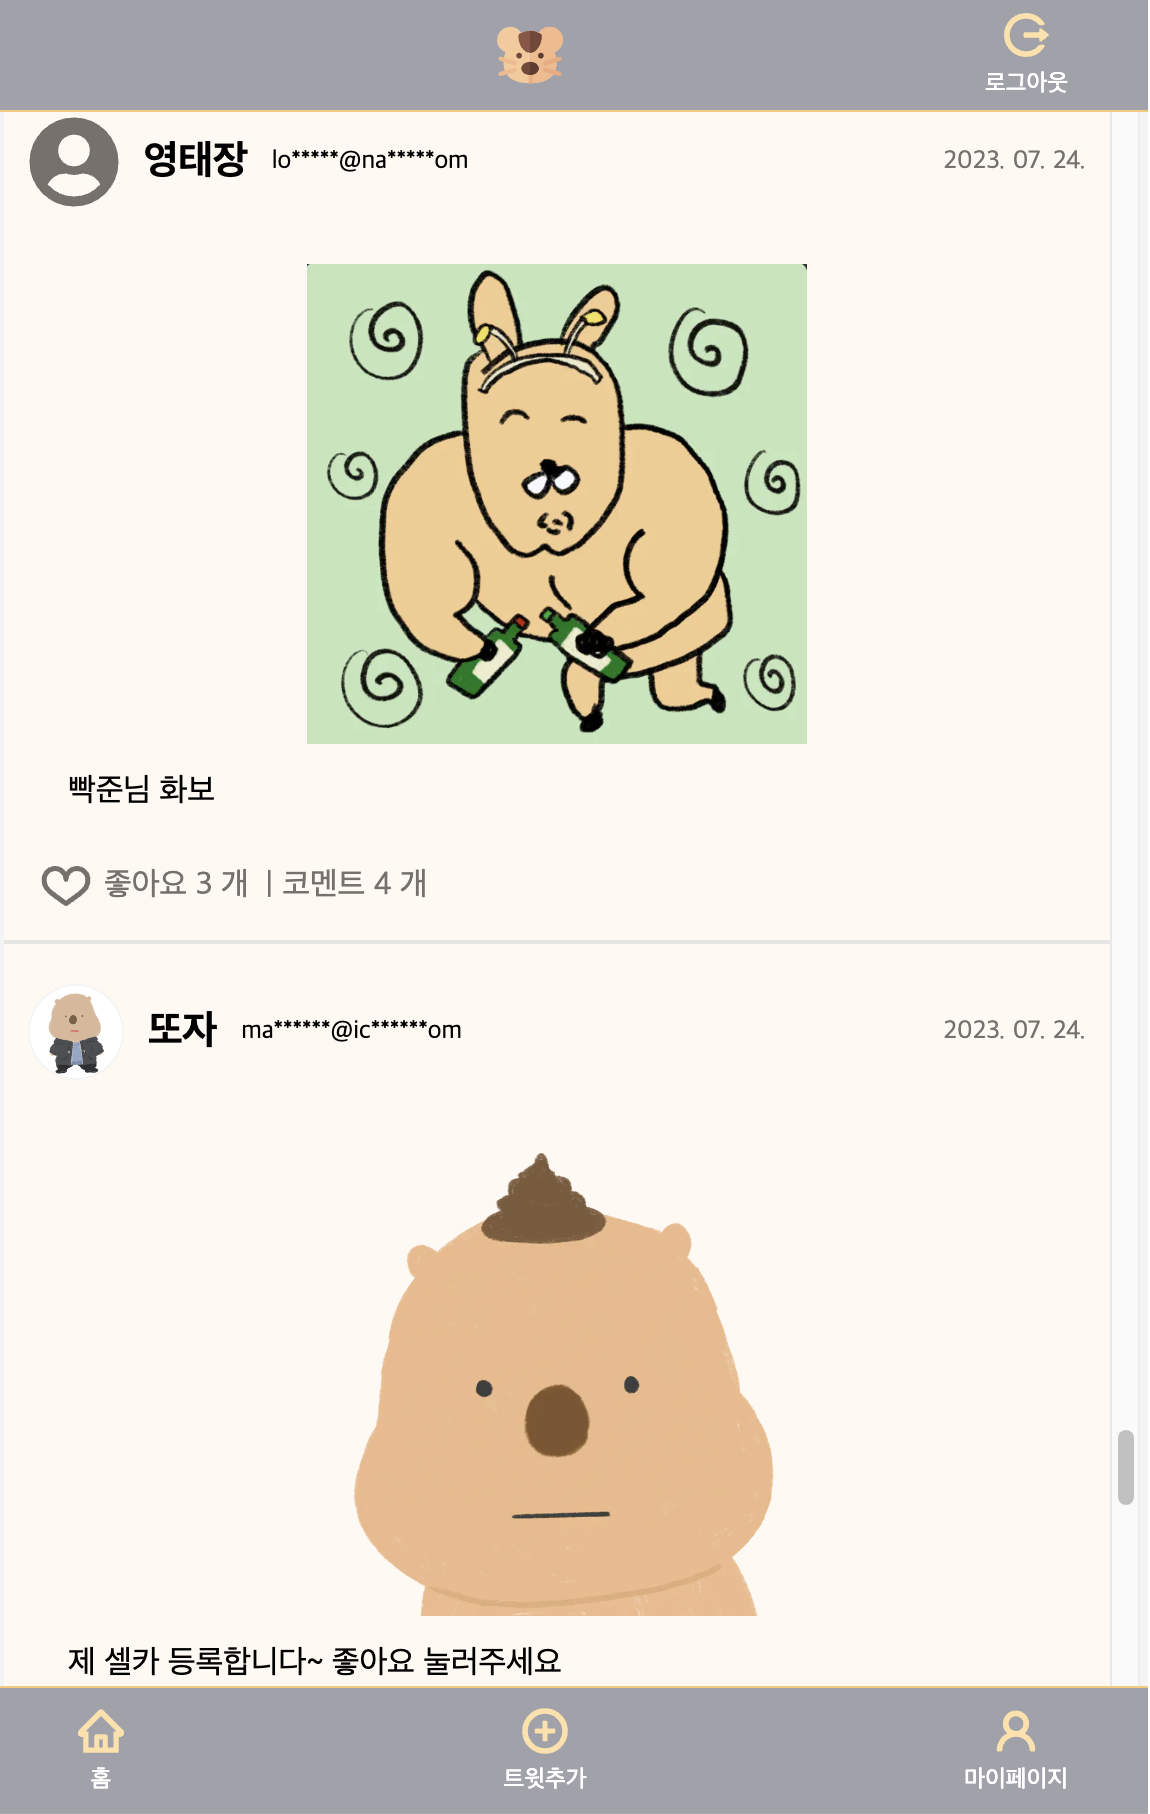 로그아웃
영태장 lo*****@na*****om 2023. 07. 24.
빡준님 화보
좋아요 3 개 | 코멘트 4 개
또자 ma******@ic******om 2023. 07. 24.
제 셀카 등록합니다~ 좋아요 눌러주세요
홈 트윗추가 마이페이지